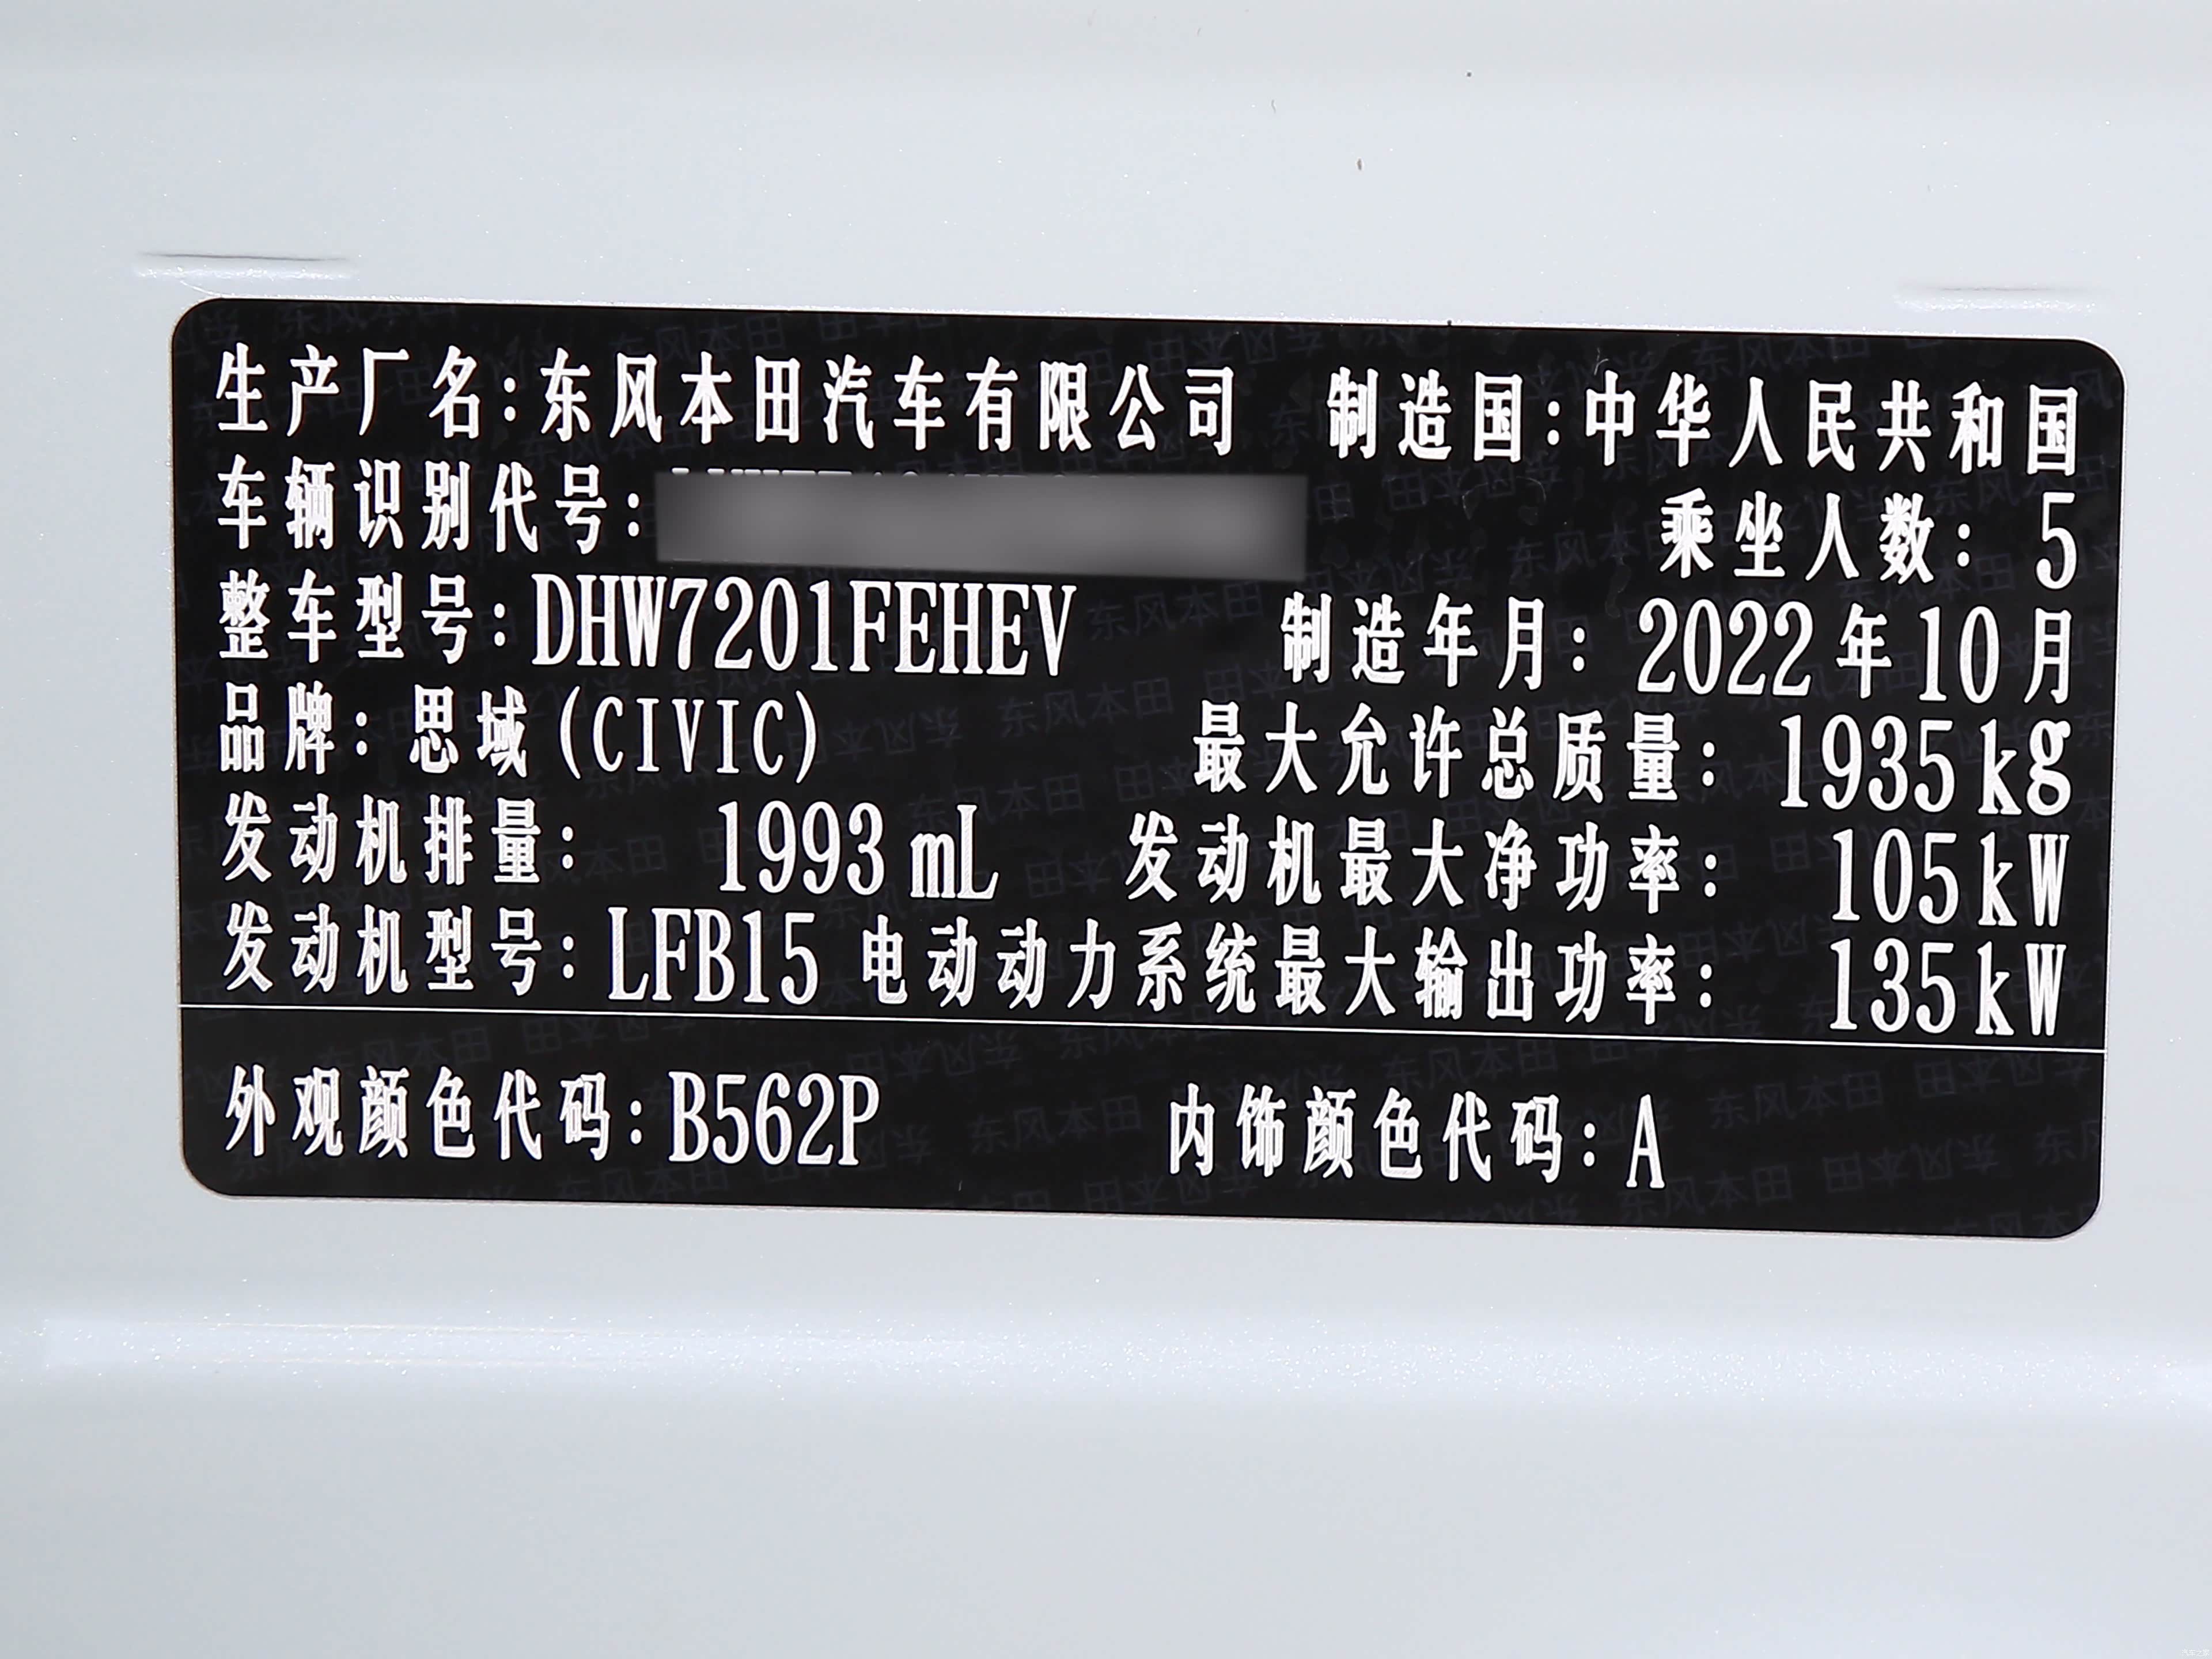 生产厂名:东风本田汽车有限公司 制造国:中华人民共和国
车辆识别代号: 乘坐人数: 5
整车型号:DHW7201FEHEV 制造年月: 2022年10月
品牌: 思域(CIVIC) 最大允许总质量: 1935kg
发动机排量: 1993 mL 发动机最大净功率: 105kW
发动机型号:LFB15 电动动力系统最大输出功率: 135kW
外观颜色代码:B562P 内饰颜色代码:A